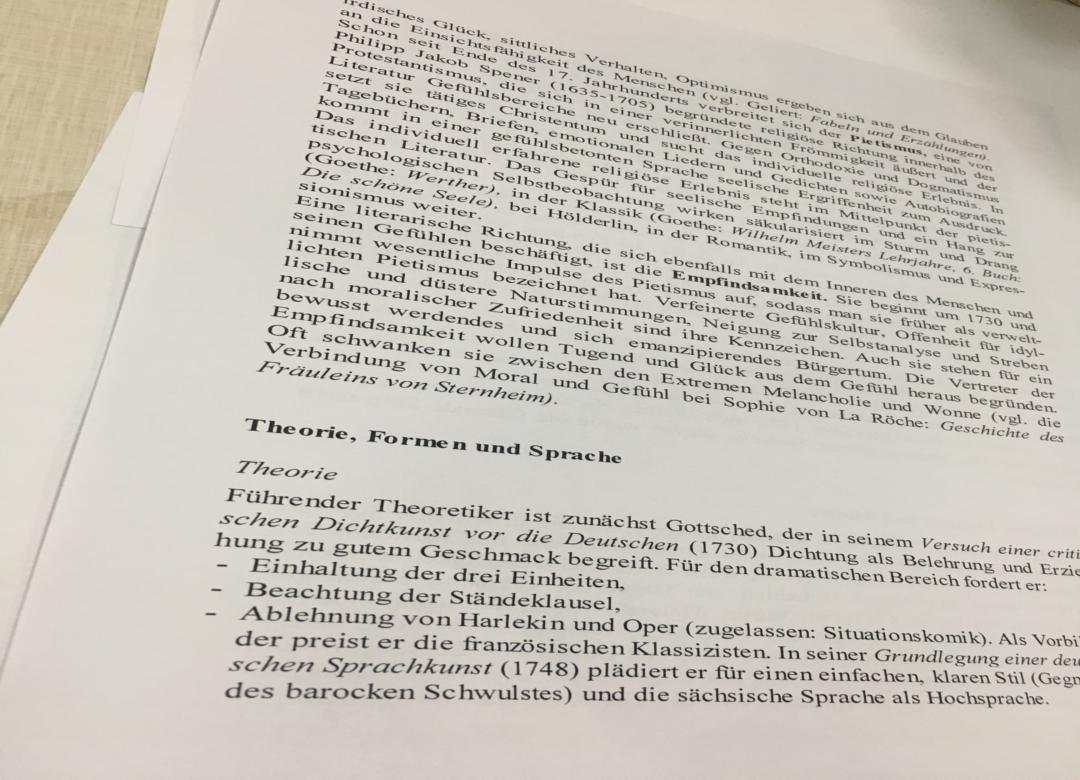 irdisches Glück, sittliches Verhalten, Optimismus ergeben sich aus dem Glauben
an die Einsichtsfähigkeit des Menschen (vgl. Geliert: Fabeln und Erzählungen).
Schon seit Ende des 17. Jahrhunderts verbreitet sich der Pietismus, eine von
Philipp Jakob Spener (1635-1705) begründete religiöse Richtung innerhalb des
Protestantismus, die sich in einer verinnerlichten Frömmigkeit äußert und der
Literatur Gefühlsbereiche neu erschließt. Gegen Orthodoxie und Dogmatismus
setzt sie tätiges Christentum und sucht das individuelle religiöse Erlebnis. In
Tagebüchern, Briefen, emotionalen Liedern und Gedichten sowie Autobiografien
kommt in einer gefühlsbetonten Sprache seelische Ergriffenheit zum Ausdruck.
Das individuell erfahrene religiöse Erlebnis steht im Mittelpunkt der pietis-
tischen Literatur. Das Gespür für seelische Empfindungen und ein Hang zur
psychologischen Selbstbeobachtung wirken säkularisiert im Sturm und Drang
(Goethe: Werther), in der Klassik (Goethe: Wilhelm Meisters Lehrjahre, 6. Buch:
Die schöne Seele), bei Hölderlin, in der Romantik, im Symbolismus und Expres-
sionismus weiter.
Eine literarische Richtung, die sich ebenfalls mit dem Inneren des Menschen und
seinen Gefühlen beschäftigt, ist die Empfindsamkeit. Sie beginnt um 1730 und
nimmt wesentliche Impulse des Pietismus auf, sodass man sie früher als verwelt-
lichten Pietismus bezeichnet hat. Verfeinerte Gefühlskultur, Offenheit für idyl-
lische und düstere Naturstimmungen, Neigung zur Selbstanalyse und Streben
nach moralischer Zufriedenheit sind ihre Kennzeichen. Auch sie stehen für ein
bewusst werdendes und sich emanzipierendes Bürgertum. Die Vertreter der
Empfindsamkeit wollen Tugend und Glück aus dem Gefühl heraus begründen.
Oft schwanken sie zwischen den Extremen Melancholie und Wonne (vgl. die
Verbindung von Moral und Gefühl bei Sophie von La Röche: Geschichte des
Fräuleins von Sternheim).
Theorie, Formen und Sprache
Theorie
Führender Theoretiker ist zunächst Gottsched, der in seinem Versuch einer criti
schen Dichtkunst vor die Deutschen (1730) Dichtung als Belehrung und Erzie
hung zu gutem Geschmack begreift. Für den dramatischen Bereich fordert er:
- Einhaltung der drei Einheiten,
- Beachtung der Ständeklausel,
- Ablehnung von Harlekin und Oper (zugelassen: Situationskomik). Als Vorbi
der preist er die französischen Klassizisten. In seiner Grundlegung einer deu
schen Sprachkunst (1748) plädiert er für einen einfachen, klaren Stil (Gegn
des barocken Schwulstes) und die sächsische Sprache als Hochsprache.